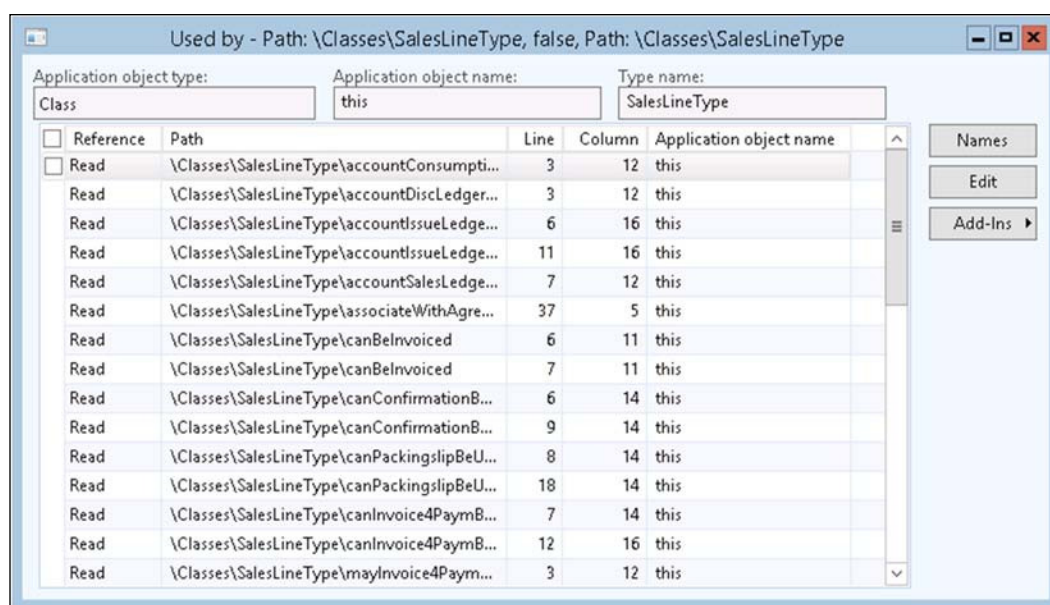 Used by - Path: \Classes\SalesLineType, false, Path: \Classes\SalesLineType
Application object type: Application object name: Type name:
Class this SalesLineType
Reference Path Line Column Application object name
Read \Classes\SalesLineType\accountConsumpti... 3 12 this
Read \Classes\SalesLineType\accountDiscLedger... 3 12 this
Read \Classes\SalesLineType\accountIssueLedge... 6 16 this
Read \Classes\SalesLineType\accountIssueLedge... 11 16 this
Read \Classes\SalesLineType\accountSalesLedge... 7 12 this
Read \Classes\SalesLineType\associateWithAgre... 37 5 this
Read \Classes\SalesLineType\canBeInvoiced 6 11 this
Read \Classes\SalesLineType\canBeInvoiced 7 11 this
Read \Classes\SalesLineType\canConfirmationB... 6 14 this
Read \Classes\SalesLineType\canConfirmationB... 9 14 this
Read \Classes\SalesLineType\canPackingslipBeU... 8 14 this
Read \Classes\SalesLineType\canPackingslipBeU... 18 14 this
Read \Classes\SalesLineType\canInvoice4PaymB... 7 14 this
Read \Classes\SalesLineType\canInvoice4PaymB... 12 16 this
Read \Classes\SalesLineType\mayInvoice4Paym... 3 12 this
Names
Edit
Add-Ins